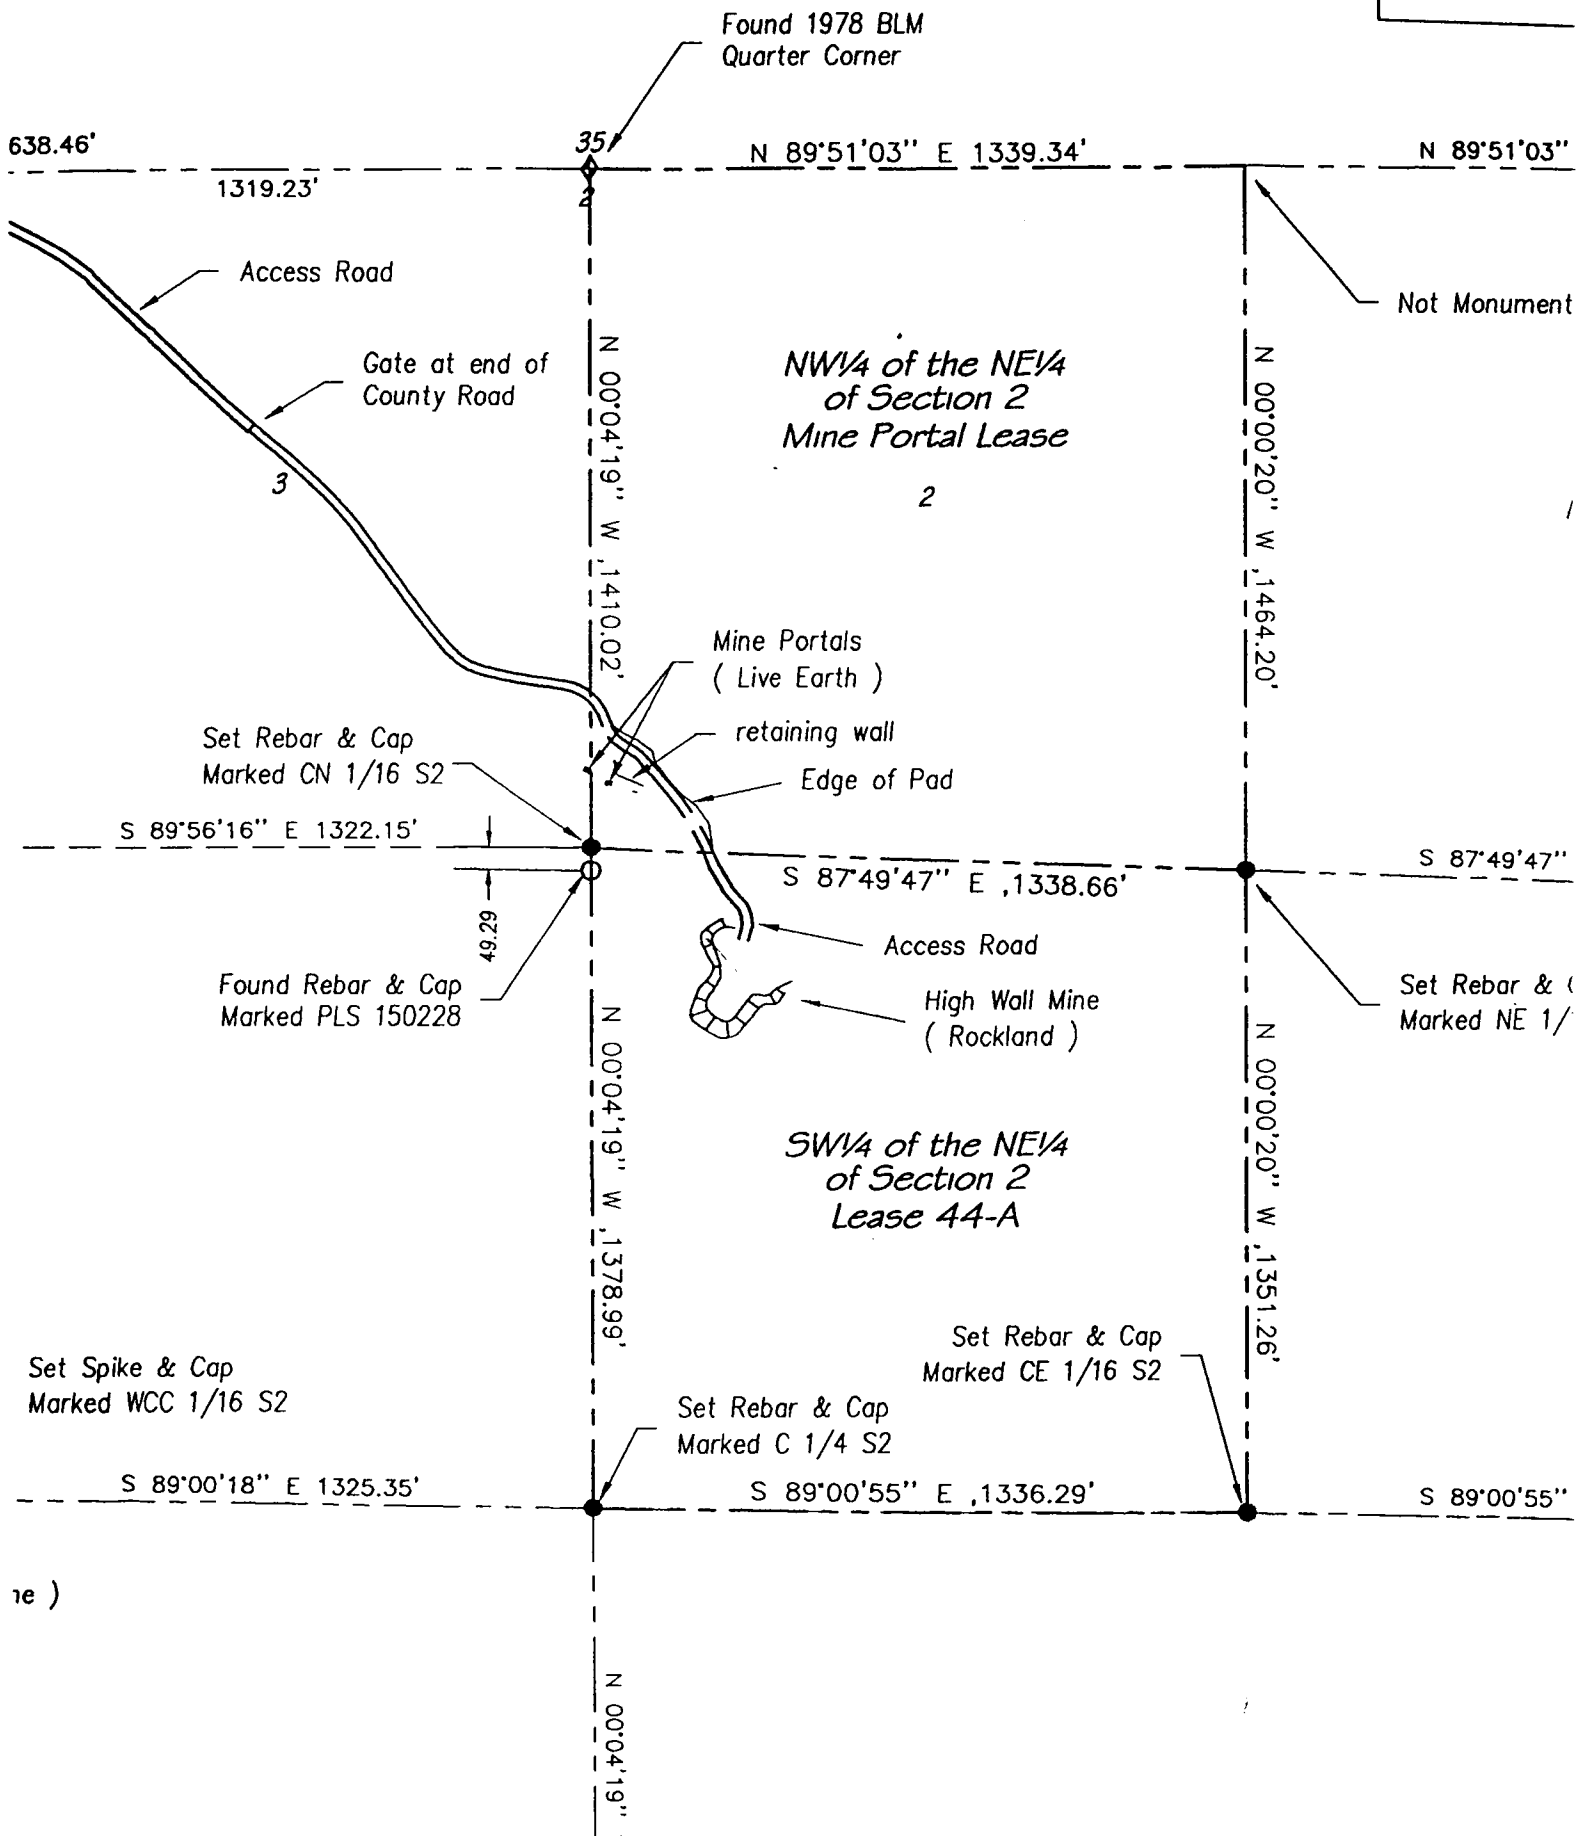 Found 1978 BLM
Quarter Corner
638.46'
35
N 89°51'03" E 1339.34'
N 89°51'03"
1319.23'
2
Access Road
Not Monument
Gate at end of
County Road
N 00°04'19" W ,1410.02'
NW1/4 of the NE1/4
of Section 2
Mine Portal Lease
N 00°00'20" W ,1464.20'
3
2
Mine Portals
( Live Earth )
Set Rebar & Cap
Marked CN 1/16 S2
retaining wall
Edge of Pad
S 89°56'16" E 1322.15'
S 87°49'47" E ,1338.66'
S 87°49'47"
49.29
Access Road
Found Rebar & Cap
Marked PLS 150228
High Wall Mine
( Rockland )
Set Rebar &
Marked NE 1/
N 00°04'19" W ,1378.99'
N 00°00'20" W ,1351.26'
SW1/4 of the NE1/4
of Section 2
Lease 44-A
Set Rebar & Cap
Marked CE 1/16 S2
Set Spike & Cap
Marked WCC 1/16 S2
Set Rebar & Cap
Marked C 1/4 S2
S 89°00'18" E 1325.35'
S 89°00'55" E ,1336.29'
S 89°00'55"
N 00°04'19"